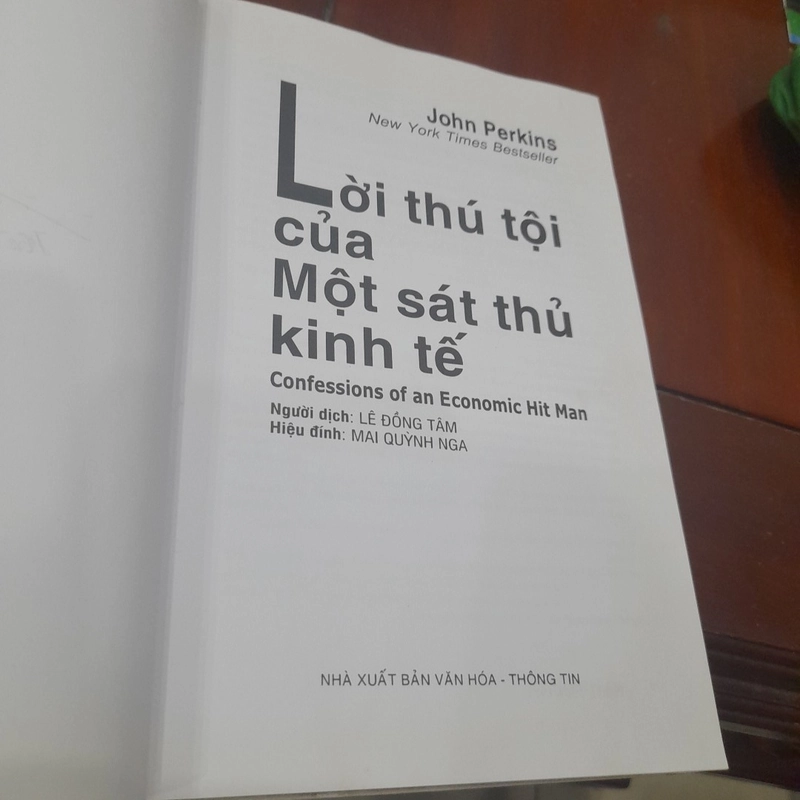 John Perkins
New York Times Bestseller
Lời thú tội
của
Một sát thủ
kinh tế
Confessions of an Economic Hit Man
Người dịch: LÊ ĐỒNG TÂM
Hiệu đính: MAI QUỲNH NGA
NHÀ XUẤT BẢN VĂN HÓA - THÔNG TIN